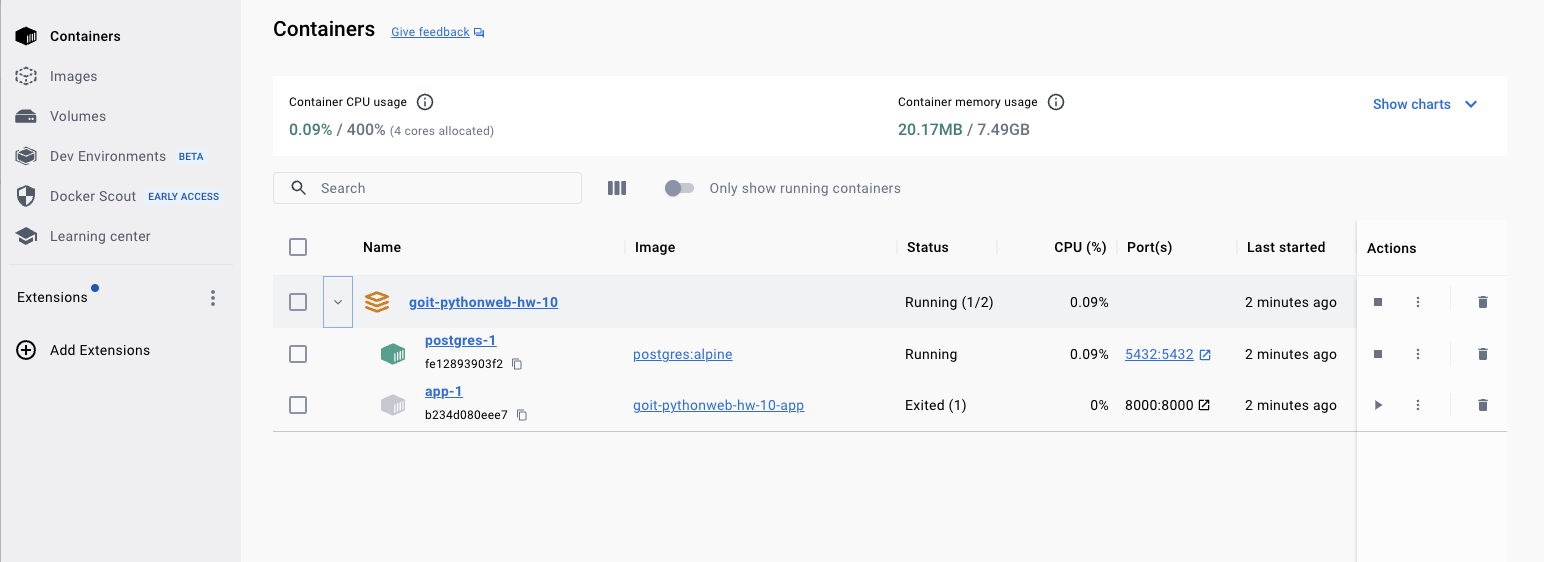 Containers
Images
Volumes
Dev Environments BETA
Docker Scout EARLY ACCESS
Learning center
Extensions
Add Extensions
Containers Give feedback
Container CPU usage
0.09% / 400% (4 cores allocated)
Container memory usage
20.17MB / 7.49GB
Show charts
Search
Only show running containers
Name Image Status CPU (%) Port(s) Last started Actions
goit-pythonweb-hw-10 Running (1/2) 0.09% 2 minutes ago
postgres-1
fe12893903f2
postgres:alpine Running 0.09% 5432:5432 2 minutes ago
app-1
b234d080eee7
goit-pythonweb-hw-10-app Exited (1) 0% 8000:8000 2 minutes ago